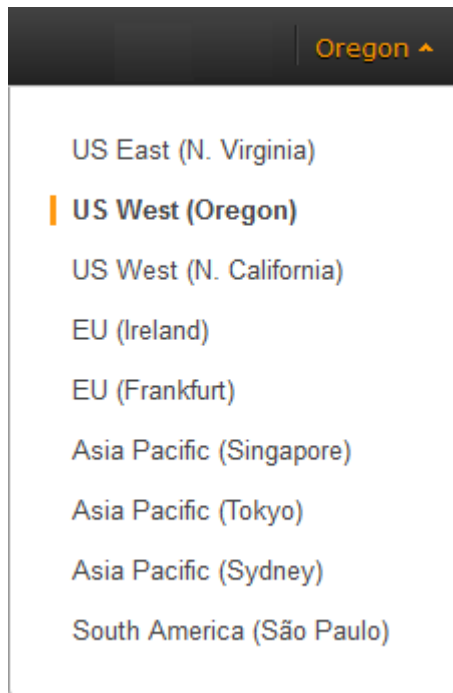 Oregon
US East (N. Virginia)
US West (Oregon)
US West (N. California)
EU (Ireland)
EU (Frankfurt)
Asia Pacific (Singapore)
Asia Pacific (Tokyo)
Asia Pacific (Sydney)
South America (São Paulo)